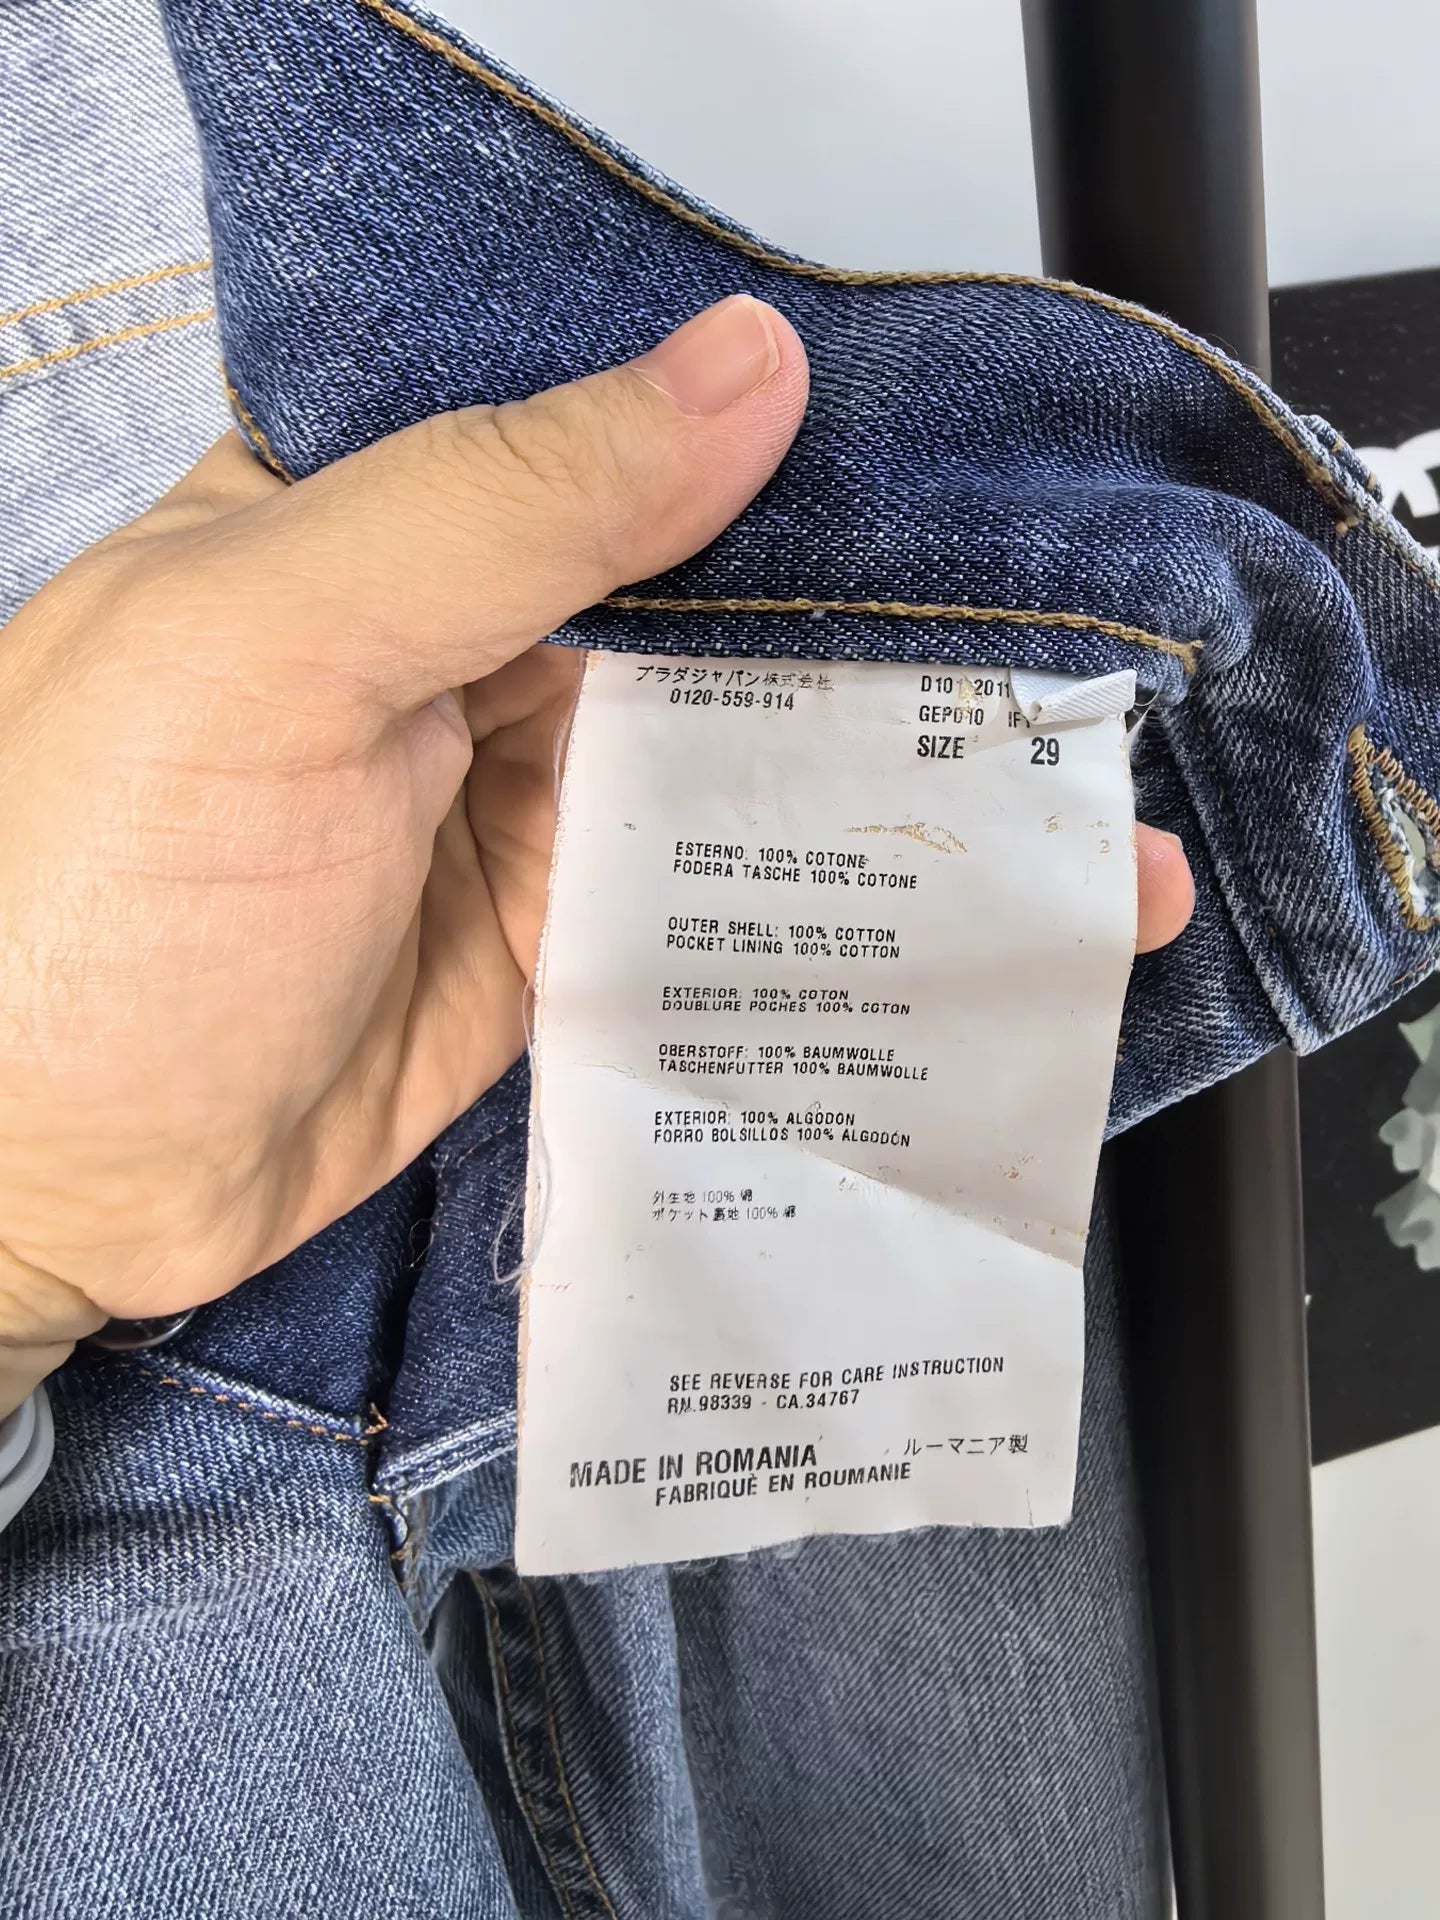 プラダジャパン株式会社
0120-559-914
D101 2011
GEP010
SIZE 29
ESTERNO: 100% COTONE
FODERA TASCHE 100% COTONE
OUTER SHELL: 100% COTTON
POCKET LINING 100% COTTON
EXTERIOR: 100% COTON
DOUBLURE POCHES 100% COTON
OBERSTOFF: 100% BAUMWOLLE
TASCHENFUTTER 100% BAUMWOLLE
EXTERIOR: 100% ALGODON
FORRO BOLSILLOS 100% ALGODÓN
外生地 100% 綿
ポケット裏地 100% 綿
SEE REVERSE FOR CARE INSTRUCTION
RN.98339 - CA.34767
MADE IN ROMANIA ルーマニア製
FABRIQUÈ EN ROUMANIE